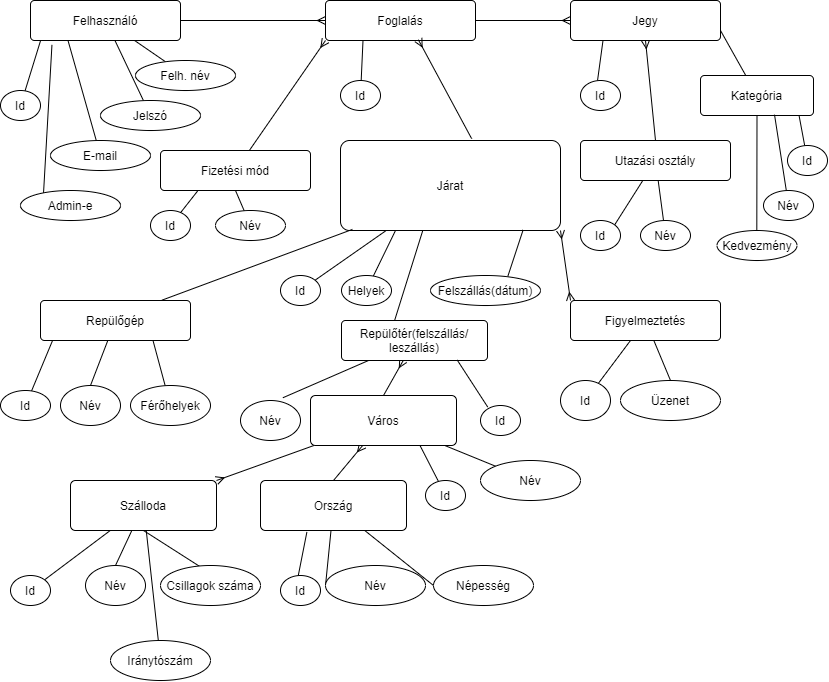 Felhasználó
Foglalás
Jegy
Felh. név
Id
Id
Id
Kategória
Jelszó
E-mail
Fizetési mód
Járat
Utazási osztály
Id
Admin-e
Id
Név
Id
Név
Név
Kedvezmény
Id
Helyek
Felszállás(dátum)
Repülőgép
Repülőtér(felszállás/
leszállás)
Figyelmeztetés
Id
Név
Férőhelyek
Név
Város
Id
Id
Üzenet
Szálloda
Ország
Id
Név
Id
Név
Csillagok száma
Id
Név
Népesség
Iránytószám